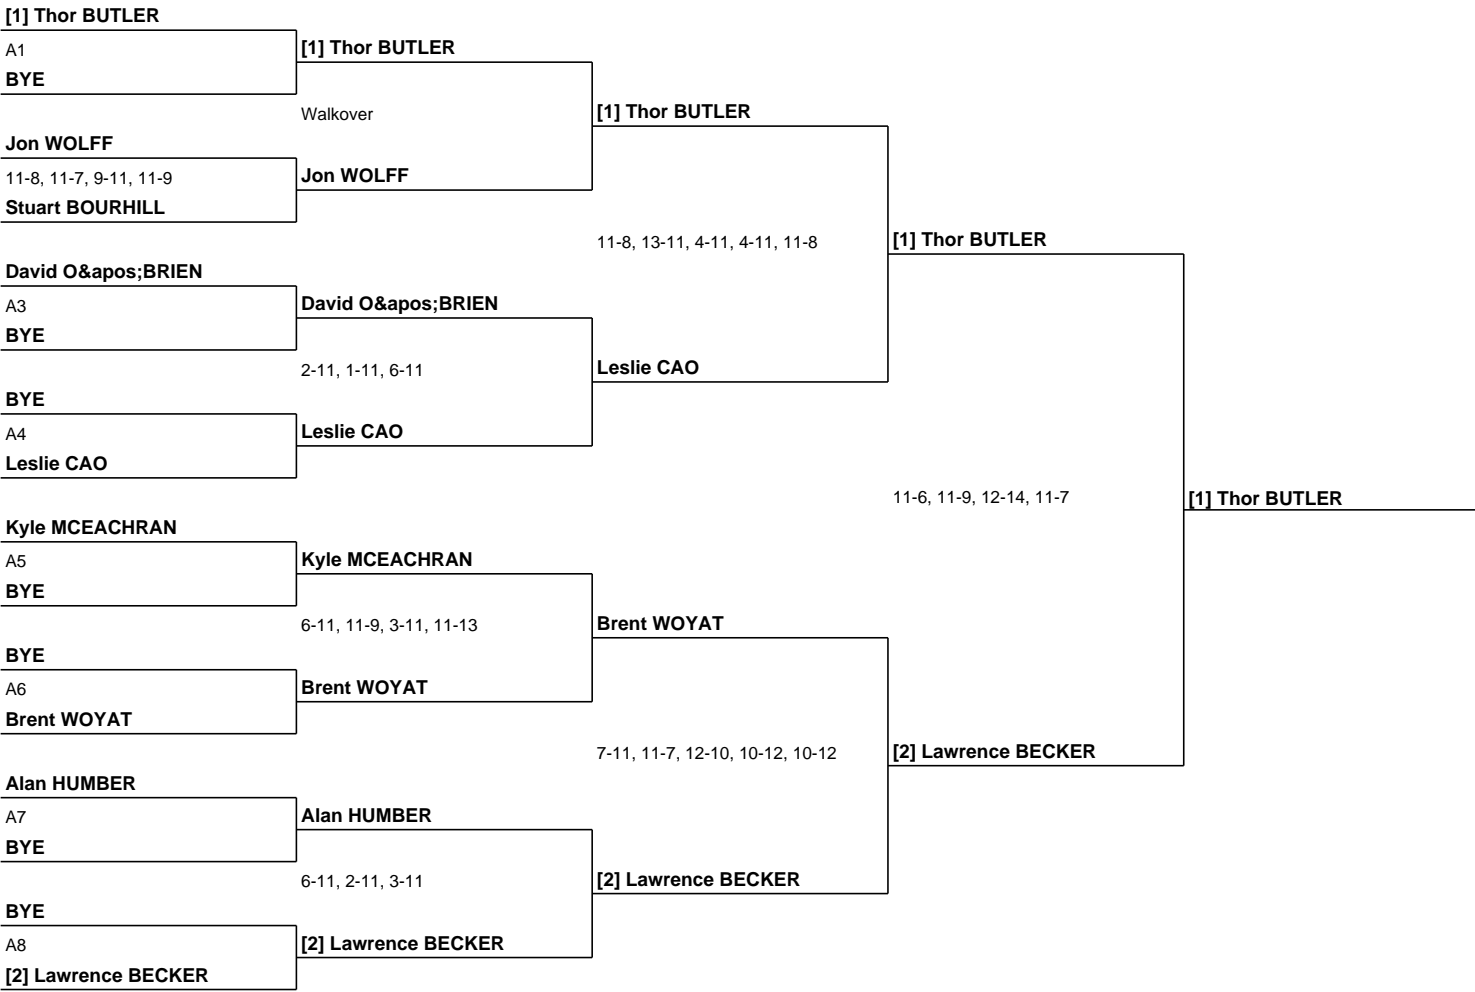 [1] Thor BUTLER
A1
BYE
Jon WOLFF
11-8, 11-7, 9-11, 11-9
Stuart BOURHILL
David O&apos;BRIEN
A3
BYE
BYE
A4
Leslie CAO
Kyle MCEACHRAN
A5
BYE
BYE
A6
Brent WOYAT
Alan HUMBER
A7
BYE
BYE
A8
[2] Lawrence BECKER
[1] Thor BUTLER
Walkover
Jon WOLFF
David O&apos;BRIEN
2-11, 1-11, 6-11
Leslie CAO
Kyle MCEACHRAN
6-11, 11-9, 3-11, 11-13
Brent WOYAT
Alan HUMBER
6-11, 2-11, 3-11
[2] Lawrence BECKER
[1] Thor BUTLER
11-8, 13-11, 4-11, 4-11, 11-8
Leslie CAO
Brent WOYAT
7-11, 11-7, 12-10, 10-12, 10-12
[2] Lawrence BECKER
[1] Thor BUTLER
11-6, 11-9, 12-14, 11-7
[2] Lawrence BECKER
[1] Thor BUTLER